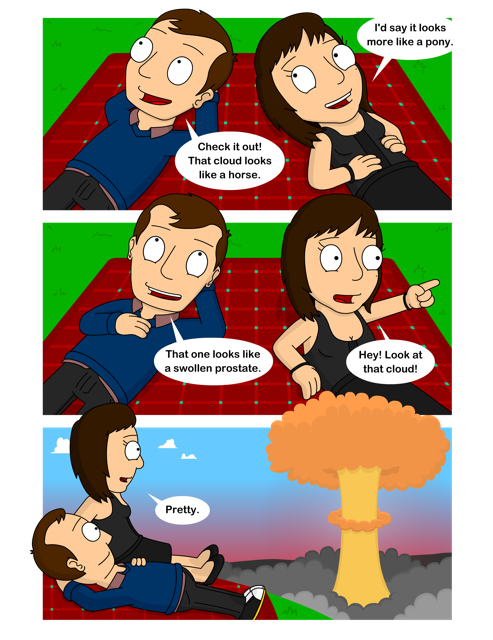 I'd say it looks
more like a pony.
Check it out!
That cloud looks
like a horse.
That one looks like
a swollen prostate.
Hey! Look at
that cloud!
Pretty.